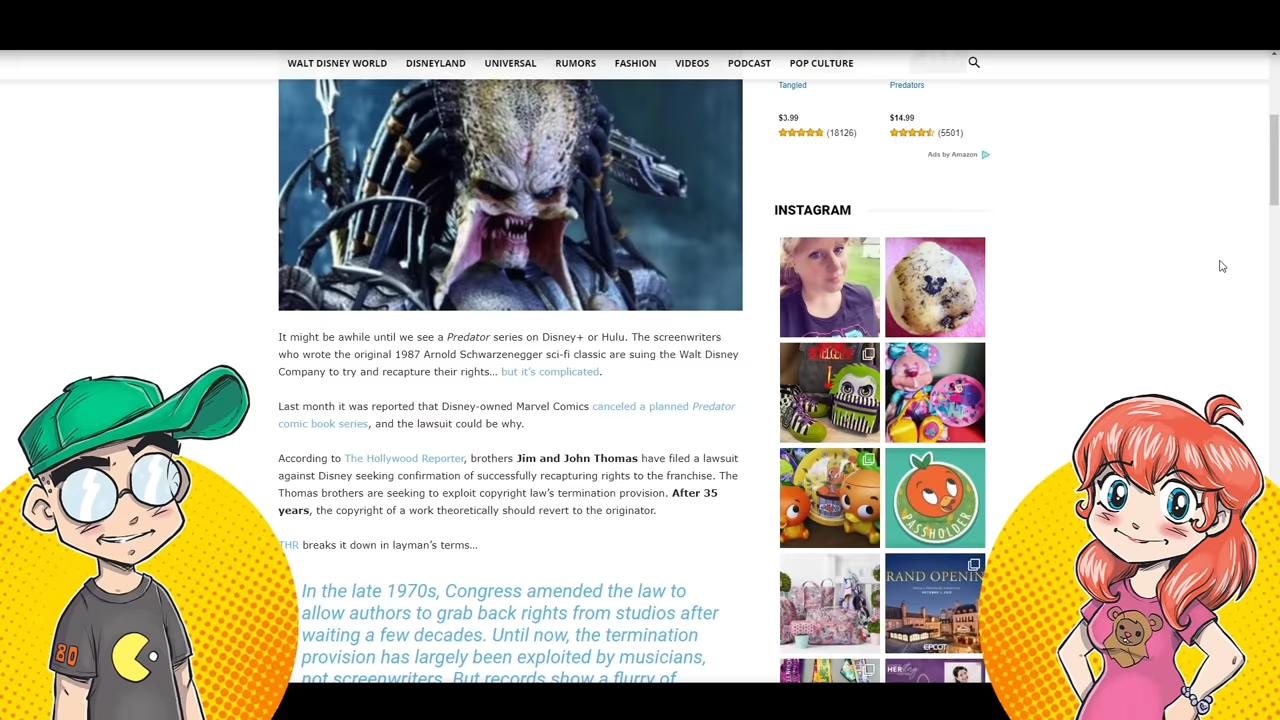 WALT DISNEY WORLD DISNEYLAND UNIVERSAL RUMORS FASHION VIDEOS PODCAST POP CULTURE
Tangled
Predators
$3.99
$14.99
(18126)
(5501)
Ads by Amazon
INSTAGRAM
It might be awhile until we see a Predator series on Disney+ or Hulu. The screenwriters
who wrote the original 1987 Arnold Schwarzenegger sci-fi classic are suing the Walt Disney
Company to try and recapture their rights… but it's complicated.
Last month it was reported that Disney-owned Marvel Comics canceled a planned Predator
comic book series, and the lawsuit could be why.
According to The Hollywood Reporter, brothers Jim and John Thomas have filed a lawsuit
against Disney seeking confirmation of successfully recapturing rights to the franchise. The
Thomas brothers are seeking to exploit copyright law's termination provision. After 35
years, the copyright of a work theoretically should revert to the originator.
THR breaks it down in layman's terms…
In the late 1970s, Congress amended the law to
allow authors to grab back rights from studios after
waiting a few decades. Until now, the termination
provision has largely been exploited by musicians,
not screenwriters. But records show a flurry of
PASSHOLDER
RAND OPENIN
EPCOT
HER
80